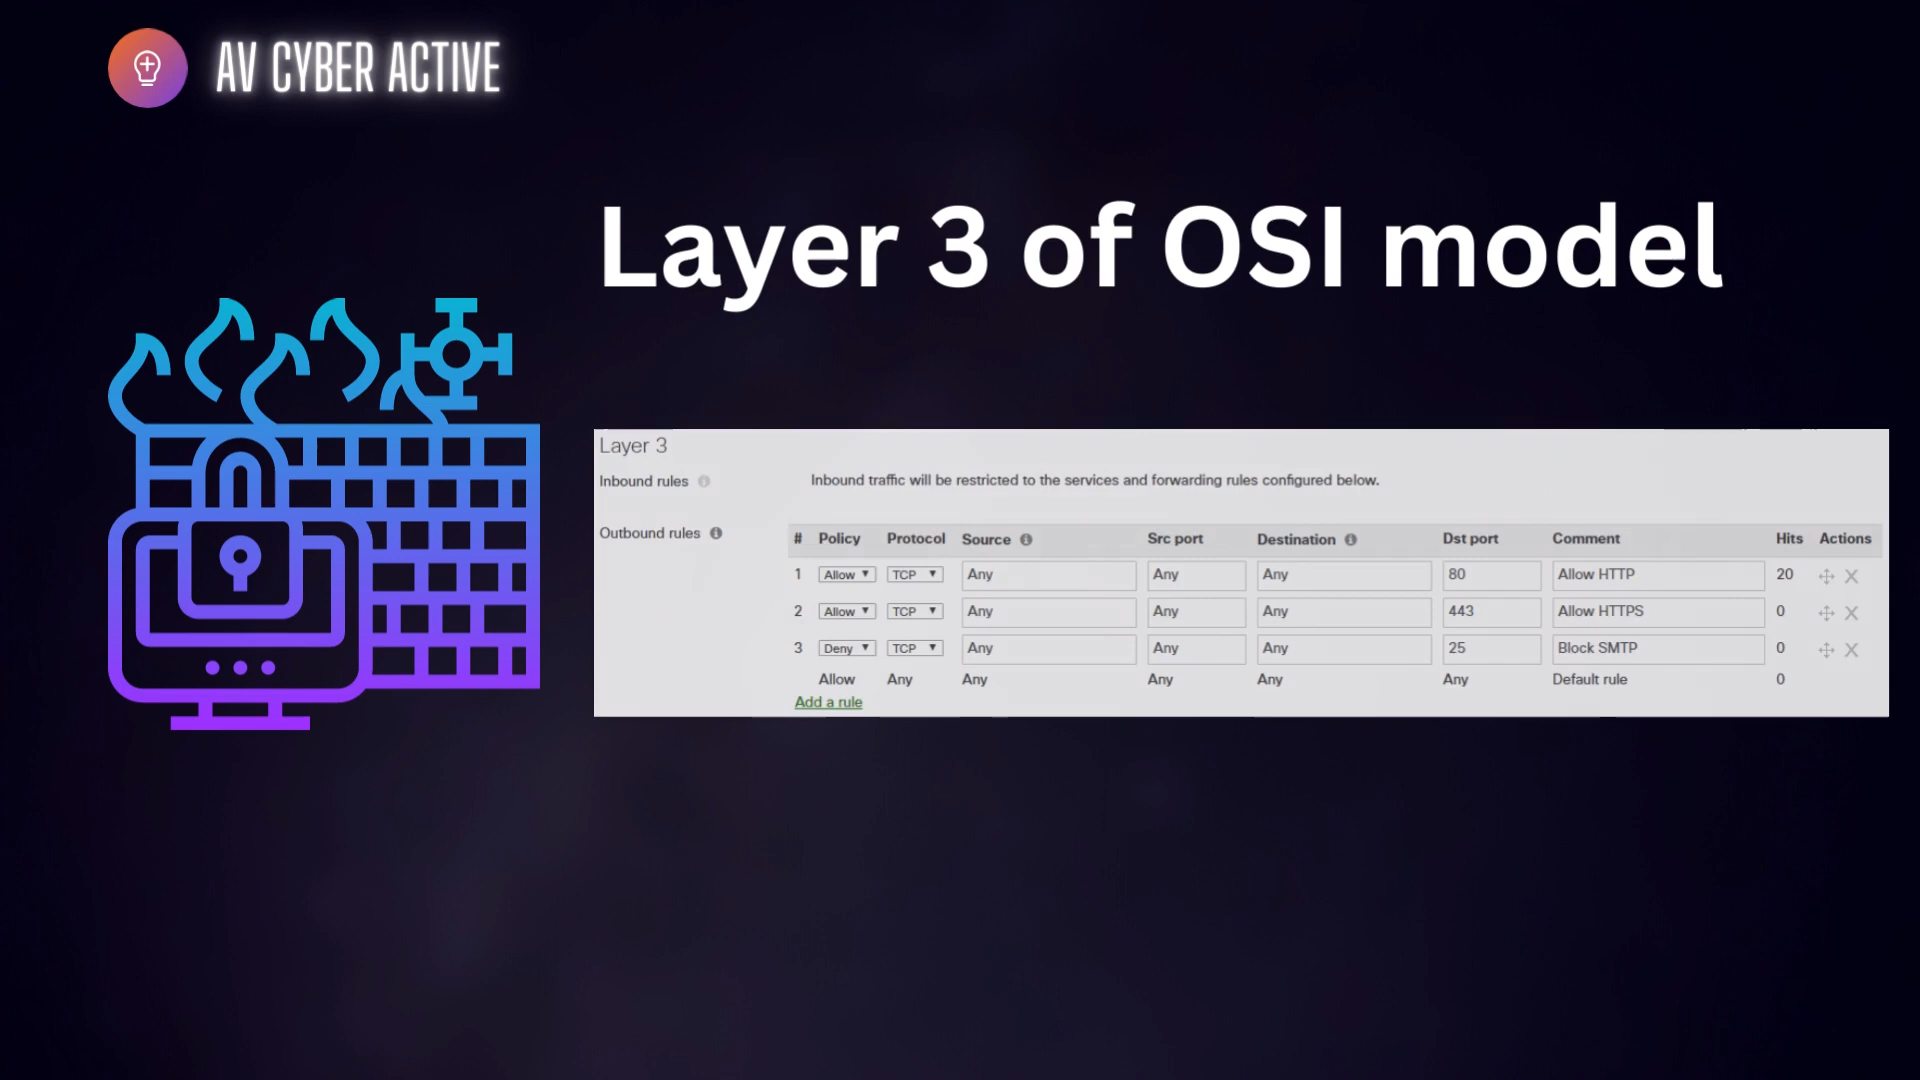 AV CYBER ACTIVE
Layer 3 of OSI model
Layer 3
Inbound rules Inbound traffic will be restricted to the services and forwarding rules configured below.
Outbound rules
# Policy Protocol Source Src port Destination Dst port Comment Hits Actions
1 Allow TCP Any Any Any 80 Allow HTTP 20
2 Allow TCP Any Any Any 443 Allow HTTPS 0
3 Deny TCP Any Any Any 25 Block SMTP 0
Allow Any Any Any Any Any Default rule 0
Add a rule